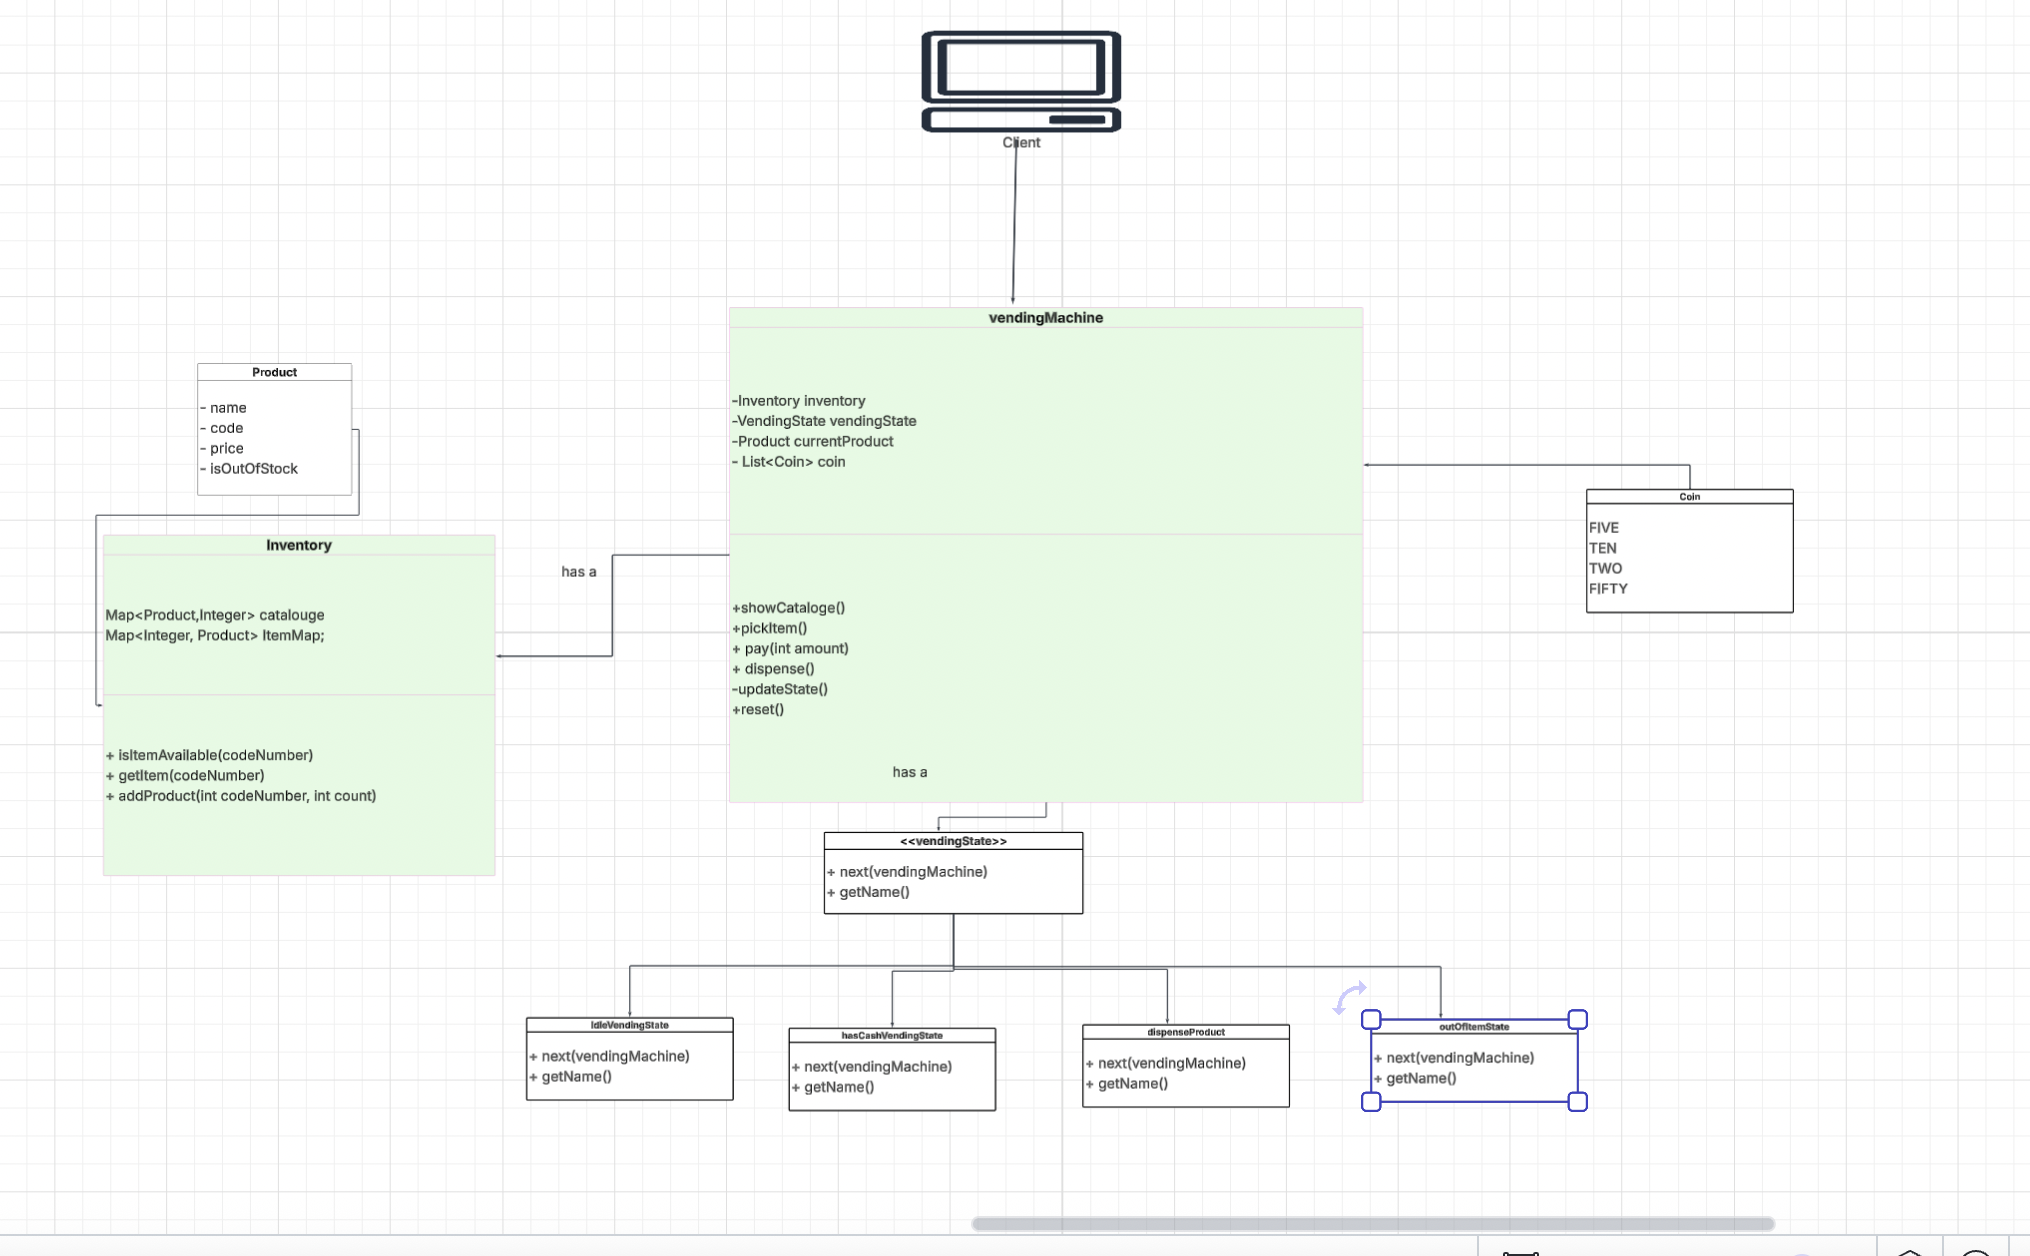 Client
vendingMachine
-Inventory inventory
-VendingState vendingState
-Product currentProduct
- List<Coin> coin
+showCataloge()
+pickItem()
+ pay(int amount)
+ dispense()
-updateState()
+reset()
has a
Product
- name
- code
- price
- isOutOfStock
Inventory
Map<Product,Integer> catalouge
Map<Integer, Product> ItemMap;
+ isItemAvailable(codeNumber)
+ getItem(codeNumber)
+ addProduct(int codeNumber, int count)
has a
Coin
FIVE
TEN
TWO
FIFTY
<<vendingState>>
+ next(vendingMachine)
+ getName()
IdleVendingState
+ next(vendingMachine)
+ getName()
hasCashVendingState
+ next(vendingMachine)
+ getName()
dispenseProduct
+ next(vendingMachine)
+ getName()
outOfItemState
+ next(vendingMachine)
+ getName()